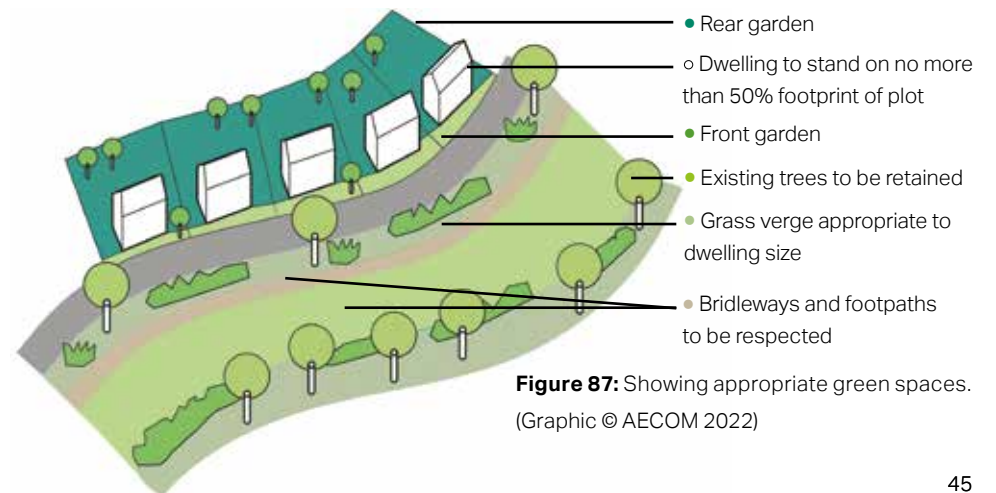 • Rear garden
○ Dwelling to stand on no more
than 50% footprint of plot
• Front garden
• Existing trees to be retained
• Grass verge appropriate to
dwelling size
• Bridleways and footpaths
to be respected
Figure 87: Showing appropriate green spaces.
(Graphic © AECOM 2022)
45